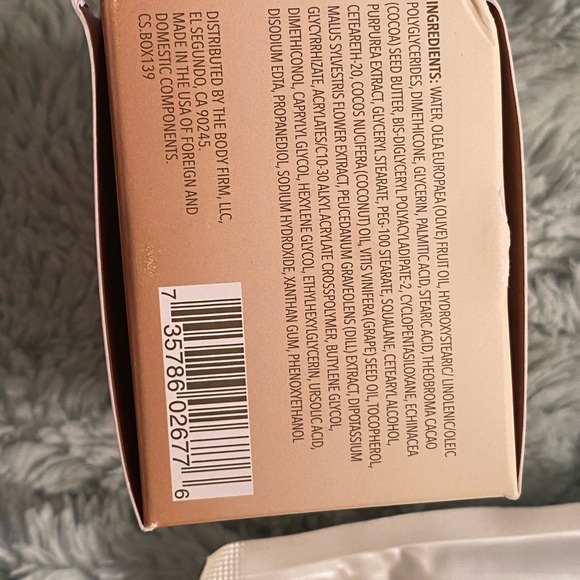 INGREDIENTS: WATER, OLEA EUROPAEA (OLIVE) FRUIT OIL, HYDROXYSTEARIC/ LINOLENIC/OLEIC
POLYGLYCERIDES, DIMETHICONE, GLYCERIN, PALMITIC ACID, STEARIC ACID, THEOBROMA CACAO
(COCOA) SEED BUTTER, BIS-DIGLYCERYL POLYACYLADIPATE-2, CYCLOPENTASILOXANE, ECHINACEA
PURPUREA EXTRACT, GLYCERYL STEARATE, PEG-100 STEARATE, SQUALANE, CETEARYL ALCOHOL,
CETEARETH-20, COCOS NUCIFERA (COCONUT) OIL, VITIS VINIFERA (GRAPE) SEED OIL, TOCOPHEROL,
MALUS SYLVESTRIS FLOWER EXTRACT, PEUCEDANUM GRAVEOLENS (DILL) EXTRACT, DIPOTASSIUM
GLYCYRRHIZATE, ACRYLATES/C10-30 ALKYL ACRYLATE CROSSPOLYMER, BUTYLENE GLYCOL,
DIMETHICONOL, CAPRYLYL GLYCOL, HEXYLENE GLYCOL, ETHYLHEXYLGLYCERIN, URSOLIC ACID,
DISODIUM EDTA, PROPANEDIOL, SODIUM HYDROXIDE, XANTHAN GUM, PHENOXYETHANOL
DISTRIBUTED BY THE BODY FIRM, LLC,
EL SEGUNDO, CA 90245.
MADE IN THE USA OF FOREIGN AND
DOMESTIC COMPONENTS.
CS.BOX139
7 35786 02677 6